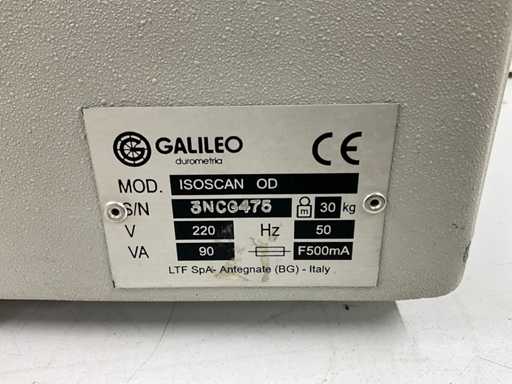 GALILEO
durometria
CE
MOD. ISOSCAN OD
S/N 3NCG475 m 30 kg
V 220 Hz 50
VA 90 F500mA
LTF SpA- Antegnate (BG) - Italy